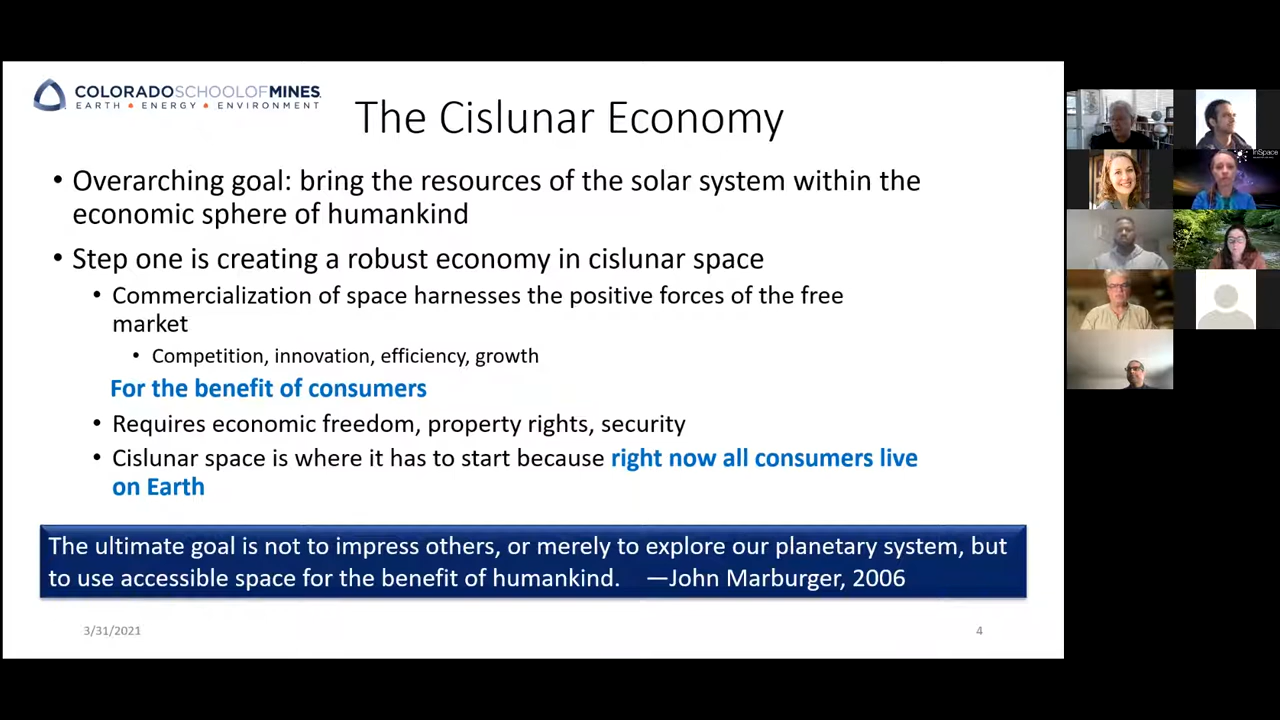 COLORADOSCHOOLOFMINES
EARTH • ENERGY • ENVIRONMENT
The Cislunar Economy
• Overarching goal: bring the resources of the solar system within the
economic sphere of humankind
• Step one is creating a robust economy in cislunar space
• Commercialization of space harnesses the positive forces of the free
market
• Competition, innovation, efficiency, growth
For the benefit of consumers
• Requires economic freedom, property rights, security
• Cislunar space is where it has to start because right now all consumers live
on Earth
The ultimate goal is not to impress others, or merely to explore our planetary system, but
to use accessible space for the benefit of humankind. —John Marburger, 2006
3/31/2021
4
InSpace